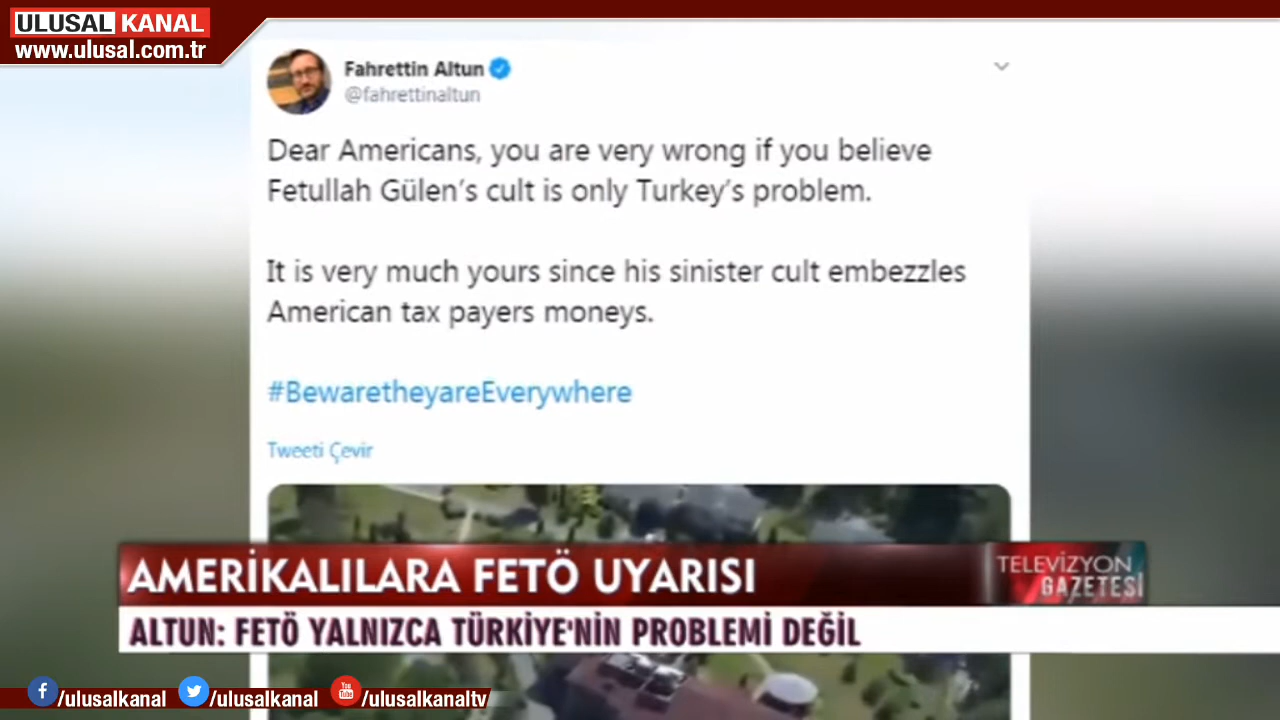 ULUSAL KANAL
www.ulusal.com.tr
Fahrettin Altun
@fahrettinaltun
Dear Americans, you are very wrong if you believe
Fetullah Gülen's cult is only Turkey's problem.
It is very much yours since his sinister cult embezzles
American tax payers moneys.
#BewaretheyareEverywhere
Tweeti Çevir
AMERİKALILARA FETÖ UYARISI
TELEVİZYON
GAZETESİ
ALTUN: FETÖ YALNIZCA TÜRKİYE'NİN PROBLEMİ DEĞİL
/ulusalkanal /ulusalkanal You Tube /ulusalkanaltv